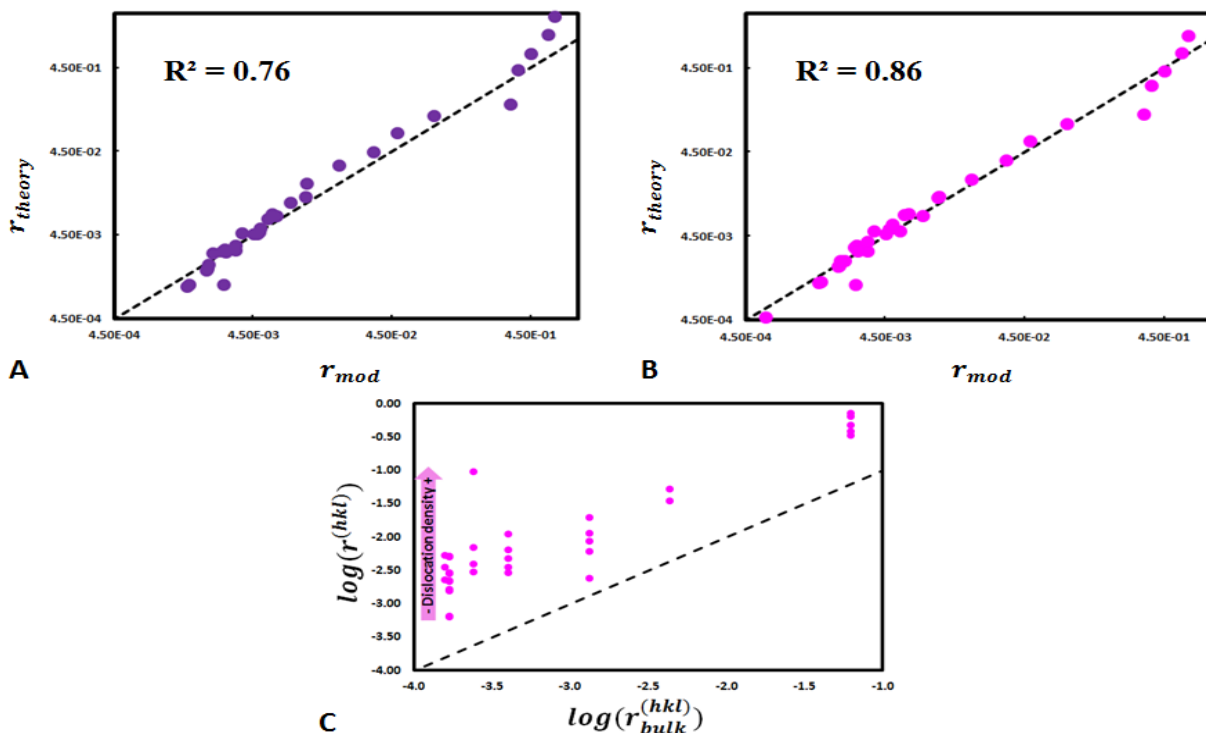 4.50E-01
4.50E-02
4.50E-03
4.50E-04
R² = 0.76
r_theory
4.50E-04 4.50E-03 4.50E-02 4.50E-01
A r_mod
4.50E-01
4.50E-02
4.50E-03
4.50E-04
R² = 0.86
r_theory
4.50E-04 4.50E-03 4.50E-02 4.50E-01
B r_mod
0.00
-0.50
-1.00
-1.50
-2.00
-2.50
-3.00
-3.50
-4.00
log(r^(hkl))
- Dislocation density +
-4.0 -3.5 -3.0 -2.5 -2.0 -1.5 -1.0
C log(r_bulk^(hkl))